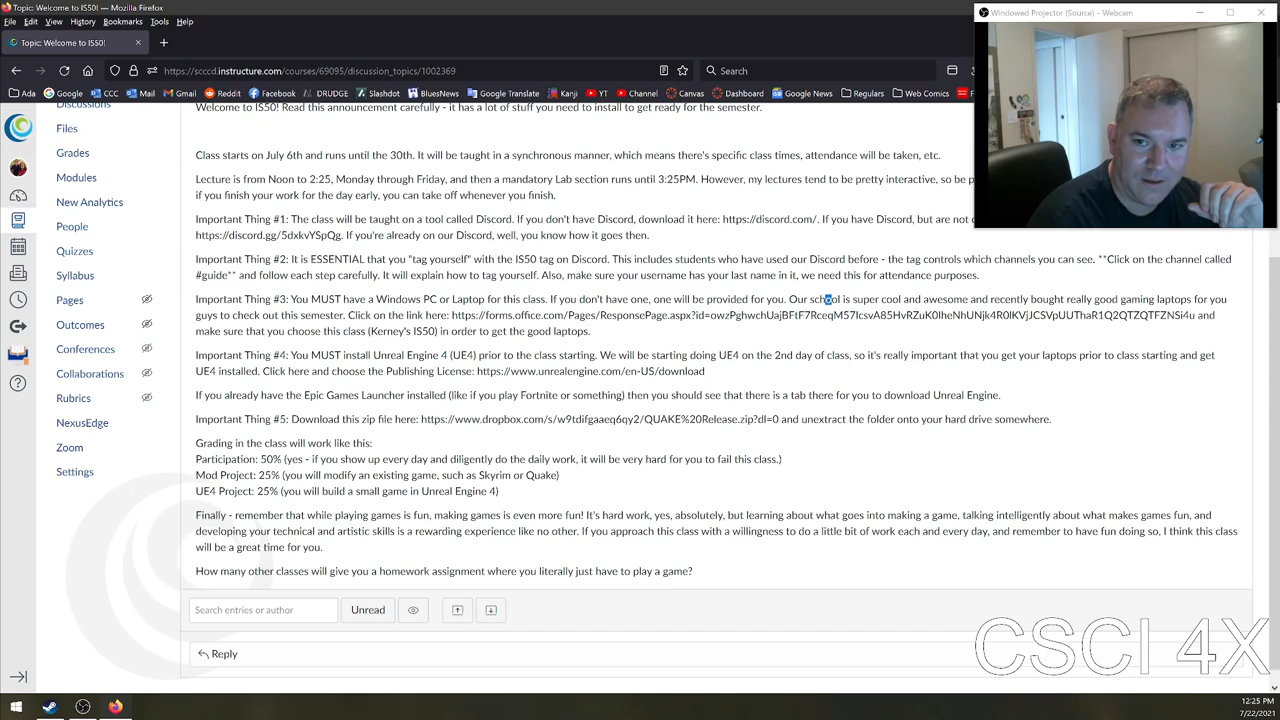 Topic: Welcome to IS50! — Mozilla Firefox
File Edit View History Bookmarks Tools Help
Windowed Projector (Source) - Webcam
Topic: Welcome to IS50!
https://scccd.instructure.com/courses/69095/discussion_topics/1002369
Search
Ada Google CCC Mail Gmail Reddit Facebook DRUDGE Slashdot BluesNews Google Translate Kriya YT Channel Canvas Dashboard Google News Regulars Web Comics
Discussions
Files
Grades
Modules
New Analytics
People
Quizzes
Syllabus
Pages
Outcomes
Conferences
Collaborations
Rubrics
NexusEdge
Zoom
Settings
Welcome to IS50! Read this announcement carefully - it has a lot of stuff you need to install to get ready for the semester.
Class starts on July 6th and runs until the 30th. It will be taught in a synchronous manner, which means there's specific class times, attendance will be taken, etc.
Lecture is from Noon to 2:25, Monday through Friday, and then a mandatory Lab section runs until 3:25PM. However, my lectures tend to be pretty interactive, so be
if you finish your work for the day early, you can take off whenever you finish.
Important Thing #1: The class will be taught on a tool called Discord. If you don't have Discord, download it here: https://discord.com/. If you have Discord, but are not
https://discord.gg/5dxkvYSpQg. If you're already on our Discord, well, you know how it goes then.
Important Thing #2: It is ESSENTIAL that you "tag yourself" with the IS50 tag on Discord. This includes students who have used our Discord before - the tag controls which channels you can see. **Click on the channel called
#guide** and follow each step carefully. It will explain how to tag yourself. Also, make sure your username has your last name in it, we need this for attendance purposes.
Important Thing #3: You MUST have a Windows PC or Laptop for this class. If you don't have one, one will be provided for you. Our school is super cool and awesome and recently bought really good gaming laptops for you
guys to check out this semester. Click on the link here: https://forms.office.com/Pages/ResponsePage.aspx?id=owzPghwchUajBFtF7RceqM57IcsvA85HvRZuK0IheNhUNjk4R0lKVjJCSVpUUThaR1Q2QTZQTFZNSi4u and
make sure that you choose this class (Kerney's IS50) in order to get the good laptops.
Important Thing #4: You MUST install Unreal Engine 4 (UE4) prior to the class starting. We will be starting doing UE4 on the 2nd day of class, so it's really important that you get your laptops prior to class starting and get
UE4 installed. Click here and choose the Publishing License: https://www.unrealengine.com/en-US/download
If you already have the Epic Games Launcher installed (like if you play Fortnite or something) then you should see that there is a tab there for you to download Unreal Engine.
Important Thing #5: Download this zip file here: https://www.dropbox.com/s/w9tdifgaaeq6qy2/QUAKE%20Release.zip?dl=0 and unextract the folder onto your hard drive somewhere.
Grading in the class will work like this:
Participation: 50% (yes - if you show up every day and diligently do the daily work, it will be very hard for you to fail this class.)
Mod Project: 25% (you will modify an existing game, such as Skyrim or Quake)
UE4 Project: 25% (you will build a small game in Unreal Engine 4)
Finally - remember that while playing games is fun, making games is even more fun! It's hard work, yes, absolutely, but learning about what goes into making a game, talking intelligently about what makes games fun, and
developing your technical and artistic skills is a rewarding experience like no other. If you approach this class with a willingness to do a little bit of work each and every day, and remember to have fun doing so, I think this class
will be a great time for you.
How many other classes will give you a homework assignment where you literally just have to play a game?
Search entries or author
Unread
Reply
CSCI 4X
12:25 PM
7/22/2021